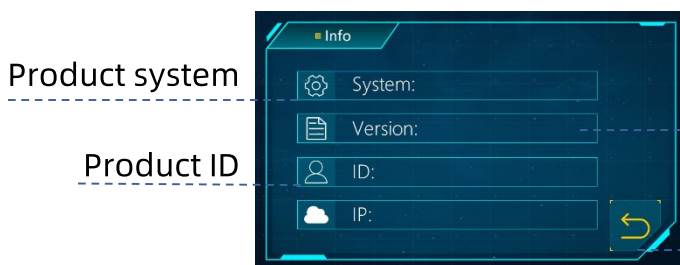 Info
Product system
System:
Version:
Product ID
ID:
IP: